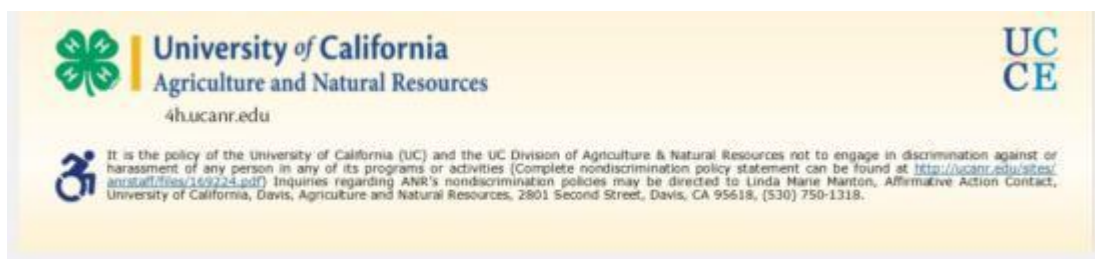 H H H H
University of California
Agriculture and Natural Resources
4h.ucanr.edu
UC
CE
It is the policy of the University of California (UC) and the UC Division of Agriculture & Natural Resources not to engage in discrimination against or
harassment of any person in any of its programs or activities (Complete nondiscrimination policy statement can be found at http://ucanr.edu/sites/
anrstaff/files/169224.pdf) Inquiries regarding ANR's nondiscrimination policies may be directed to Linda Marie Manton, Affirmative Action Contact,
University of California, Davis, Agriculture and Natural Resources, 2801 Second Street, Davis, CA 95618, (530) 750-1318.